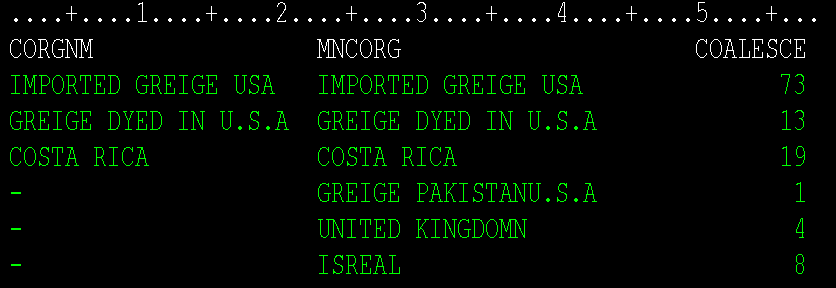 ....+....1....+....2....+....3....+....4....+....5....+...
CORGNM MNCORG COALESCE
IMPORTED GREIGE USA IMPORTED GREIGE USA 73
GREIGE DYED IN U.S.A GREIGE DYED IN U.S.A 13
COSTA RICA COSTA RICA 19
- GREIGE PAKISTANU.S.A 1
- UNITED KINGDOMN 4
- ISREAL 8